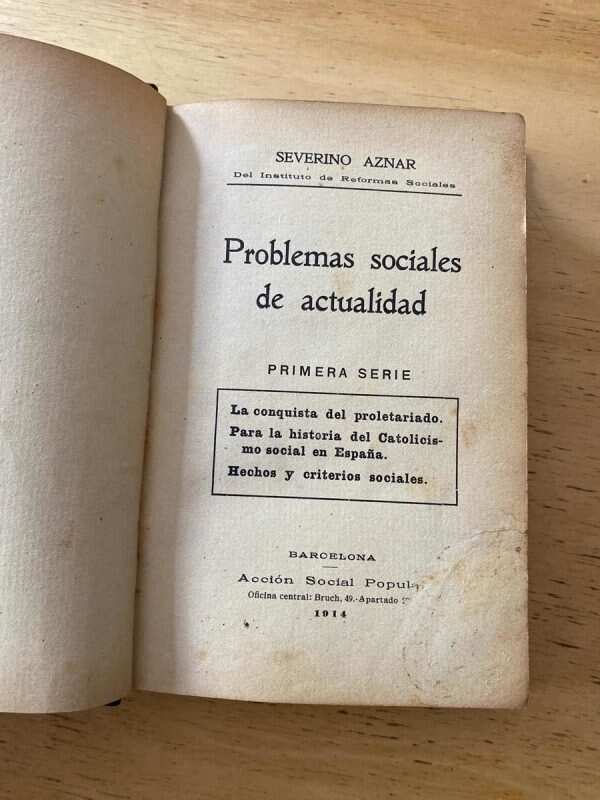 SEVERINO AZNAR
Del Instituto de Reformas Sociales
Problemas sociales
de actualidad
PRIMERA SERIE
La conquista del proletariado.
Para la historia del Catolicis-
mo social en España.
Hechos y criterios sociales.
BARCELONA
Acción Social
Oficina central: Bruch, 49.-Apartado
1914